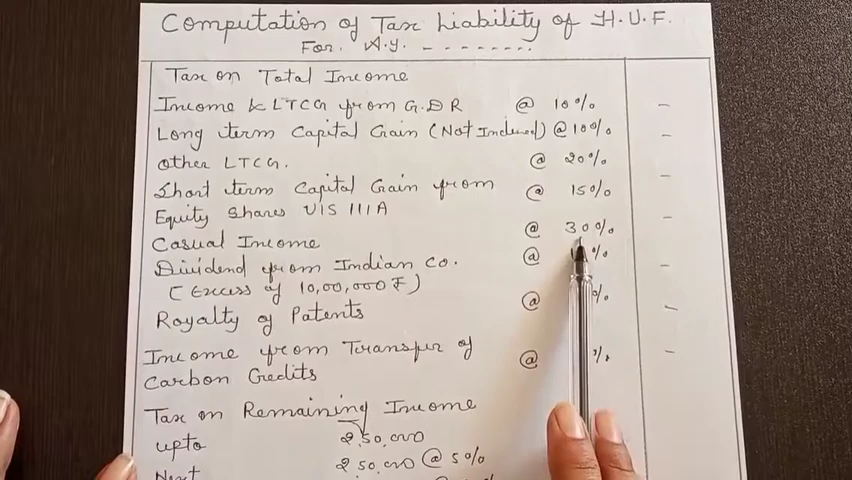 Computation of Tax Liability of H.U.F.
For. A.y. --------
Tax on Total Income
Income & LTCG from G.D.R @ 10% -
Long term Capital Gain (Not Indexed) @ 10% -
Other LTCG. @ 20% -
Short term Capital Gain from @ 15%
Equity Shares U/S 111A -
Casual Income @ 30%
Dividend from Indian Co. @ % -
(Excess of 10,00,000 ₹)
Royalty of Patents @ % -
Income from Transfer of @ % -
Carbon Credits
Tax on Remaining Income
upto 2,50,000
Next 2,50,000 @ 5%